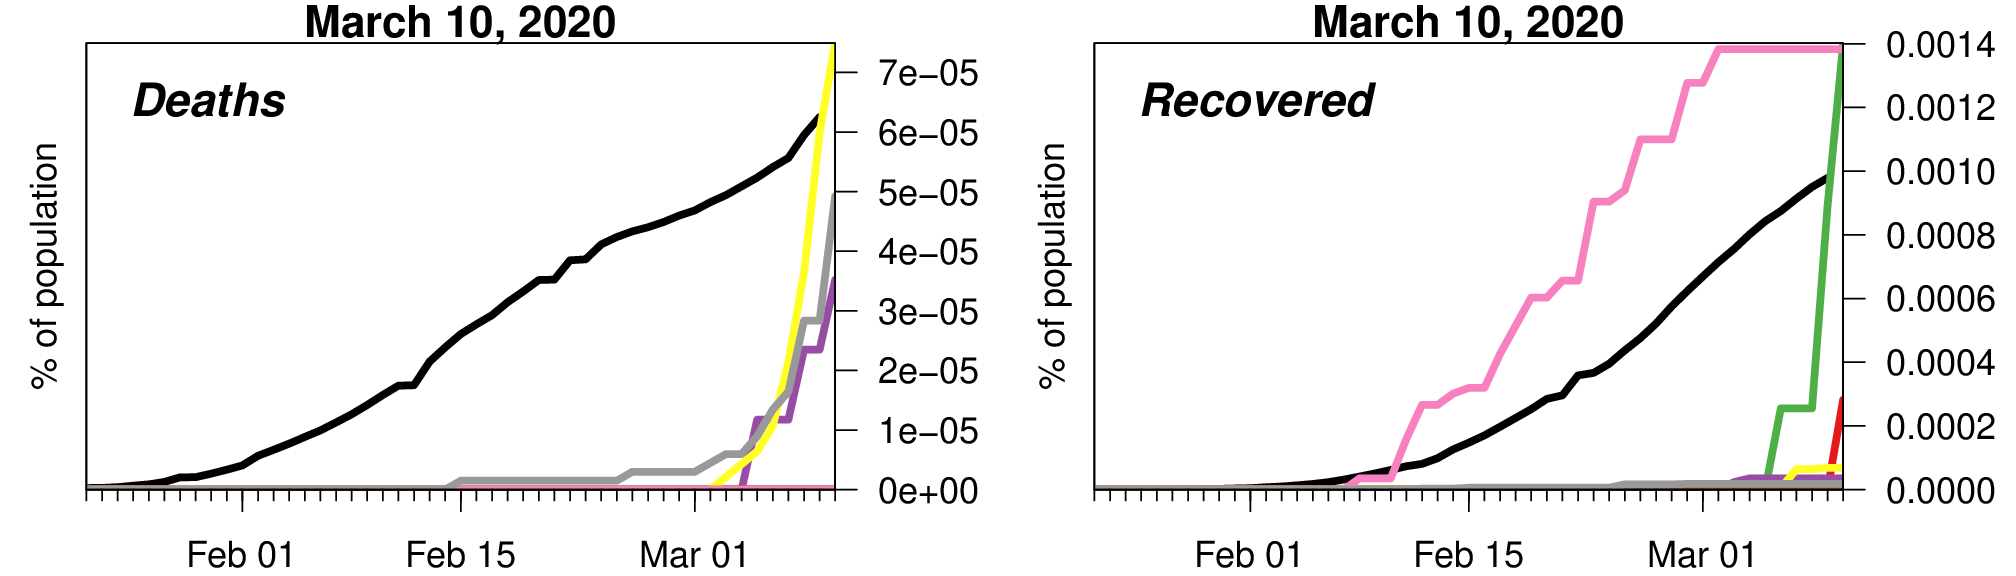 March 10, 2020
Deaths
% of population
7e−05
6e−05
5e−05
4e−05
3e−05
2e−05
1e−05
0e+00
Feb 01
Feb 15
Mar 01
March 10, 2020
Recovered
% of population
0.0014
0.0012
0.0010
0.0008
0.0006
0.0004
0.0002
0.0000
Feb 01
Feb 15
Mar 01